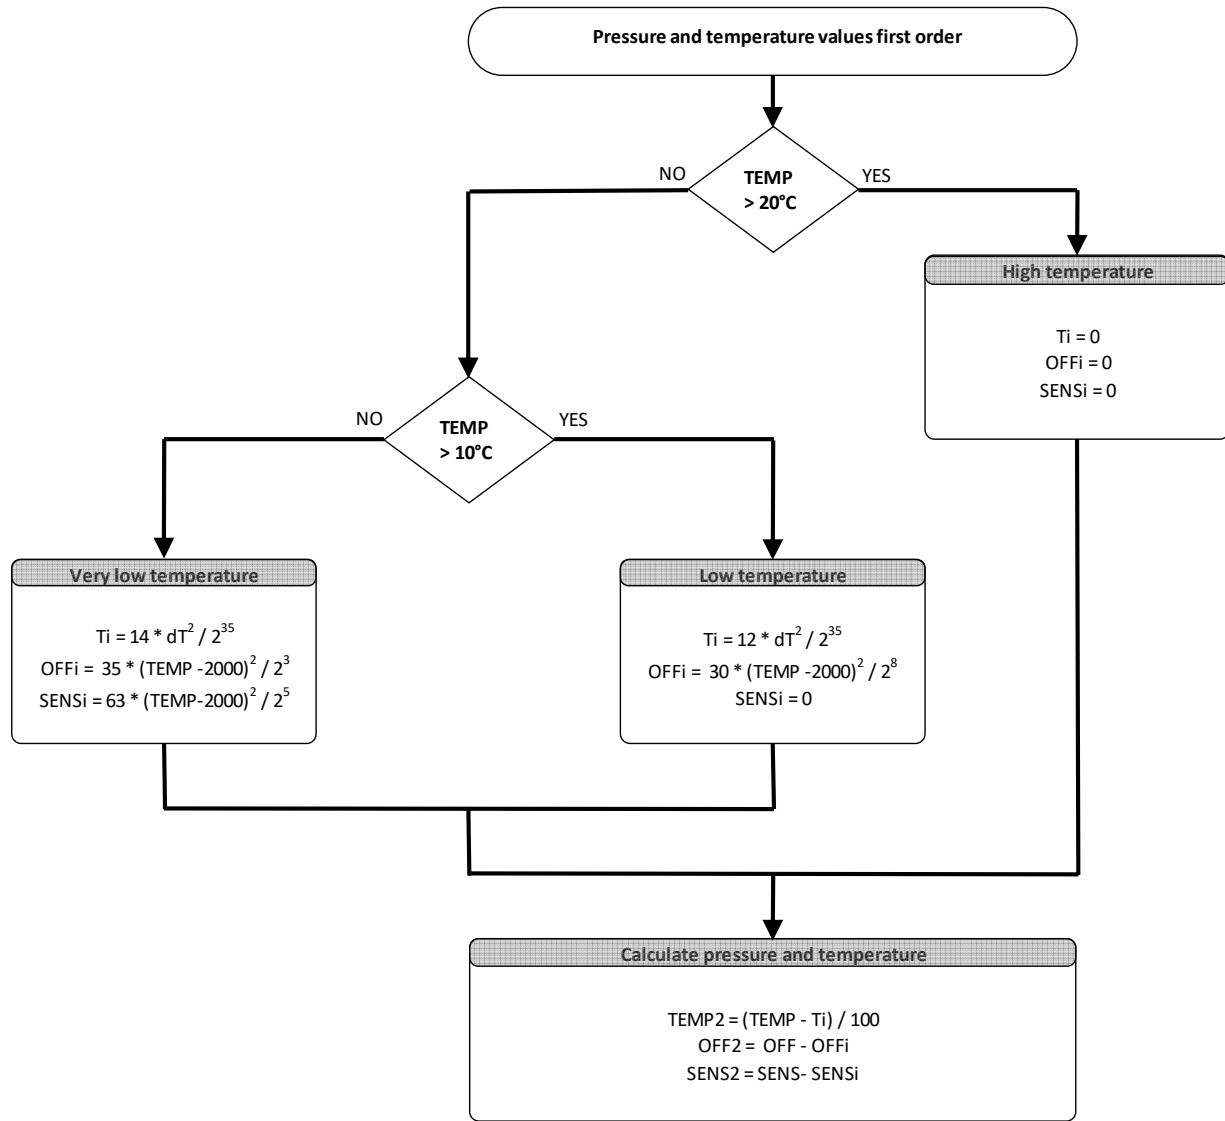 Pressure and temperature values first order
NO
TEMP
> 20°C
YES
High temperature
Ti = 0
OFFi = 0
SENSi = 0
NO
TEMP
> 10°C
YES
Very low temperature
Ti = 14 * dT² / 2³⁵
OFFi = 35 * (TEMP -2000)² / 2³
SENSi = 63 * (TEMP-2000)² / 2⁵
Low temperature
Ti = 12 * dT² / 2³⁵
OFFi = 30 * (TEMP -2000)² / 2⁸
SENSi = 0
Calculate pressure and temperature
TEMP2 = (TEMP - Ti) / 100
OFF2 = OFF - OFFi
SENS2 = SENS- SENSi